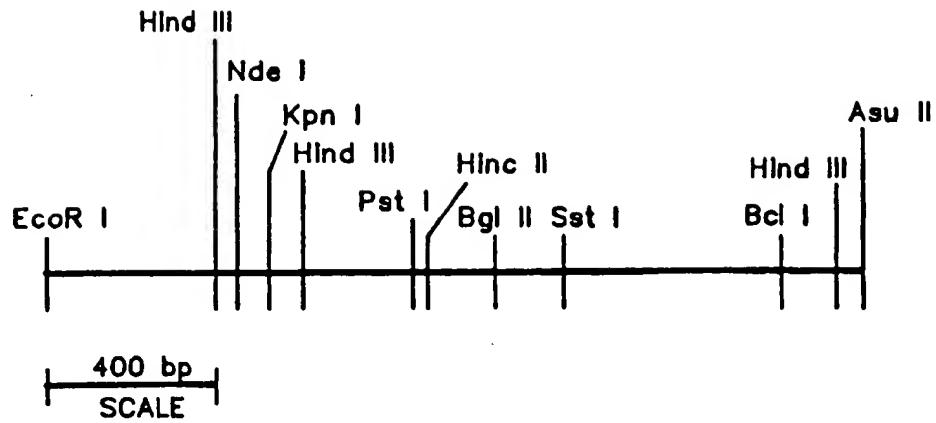 Hind III
Nde I
Kpn I
Asu II
Hind III
Hinc II
Hind III
Pst I
EcoR I
Bgl II
Sst I
Bcl I
400 bp
SCALE